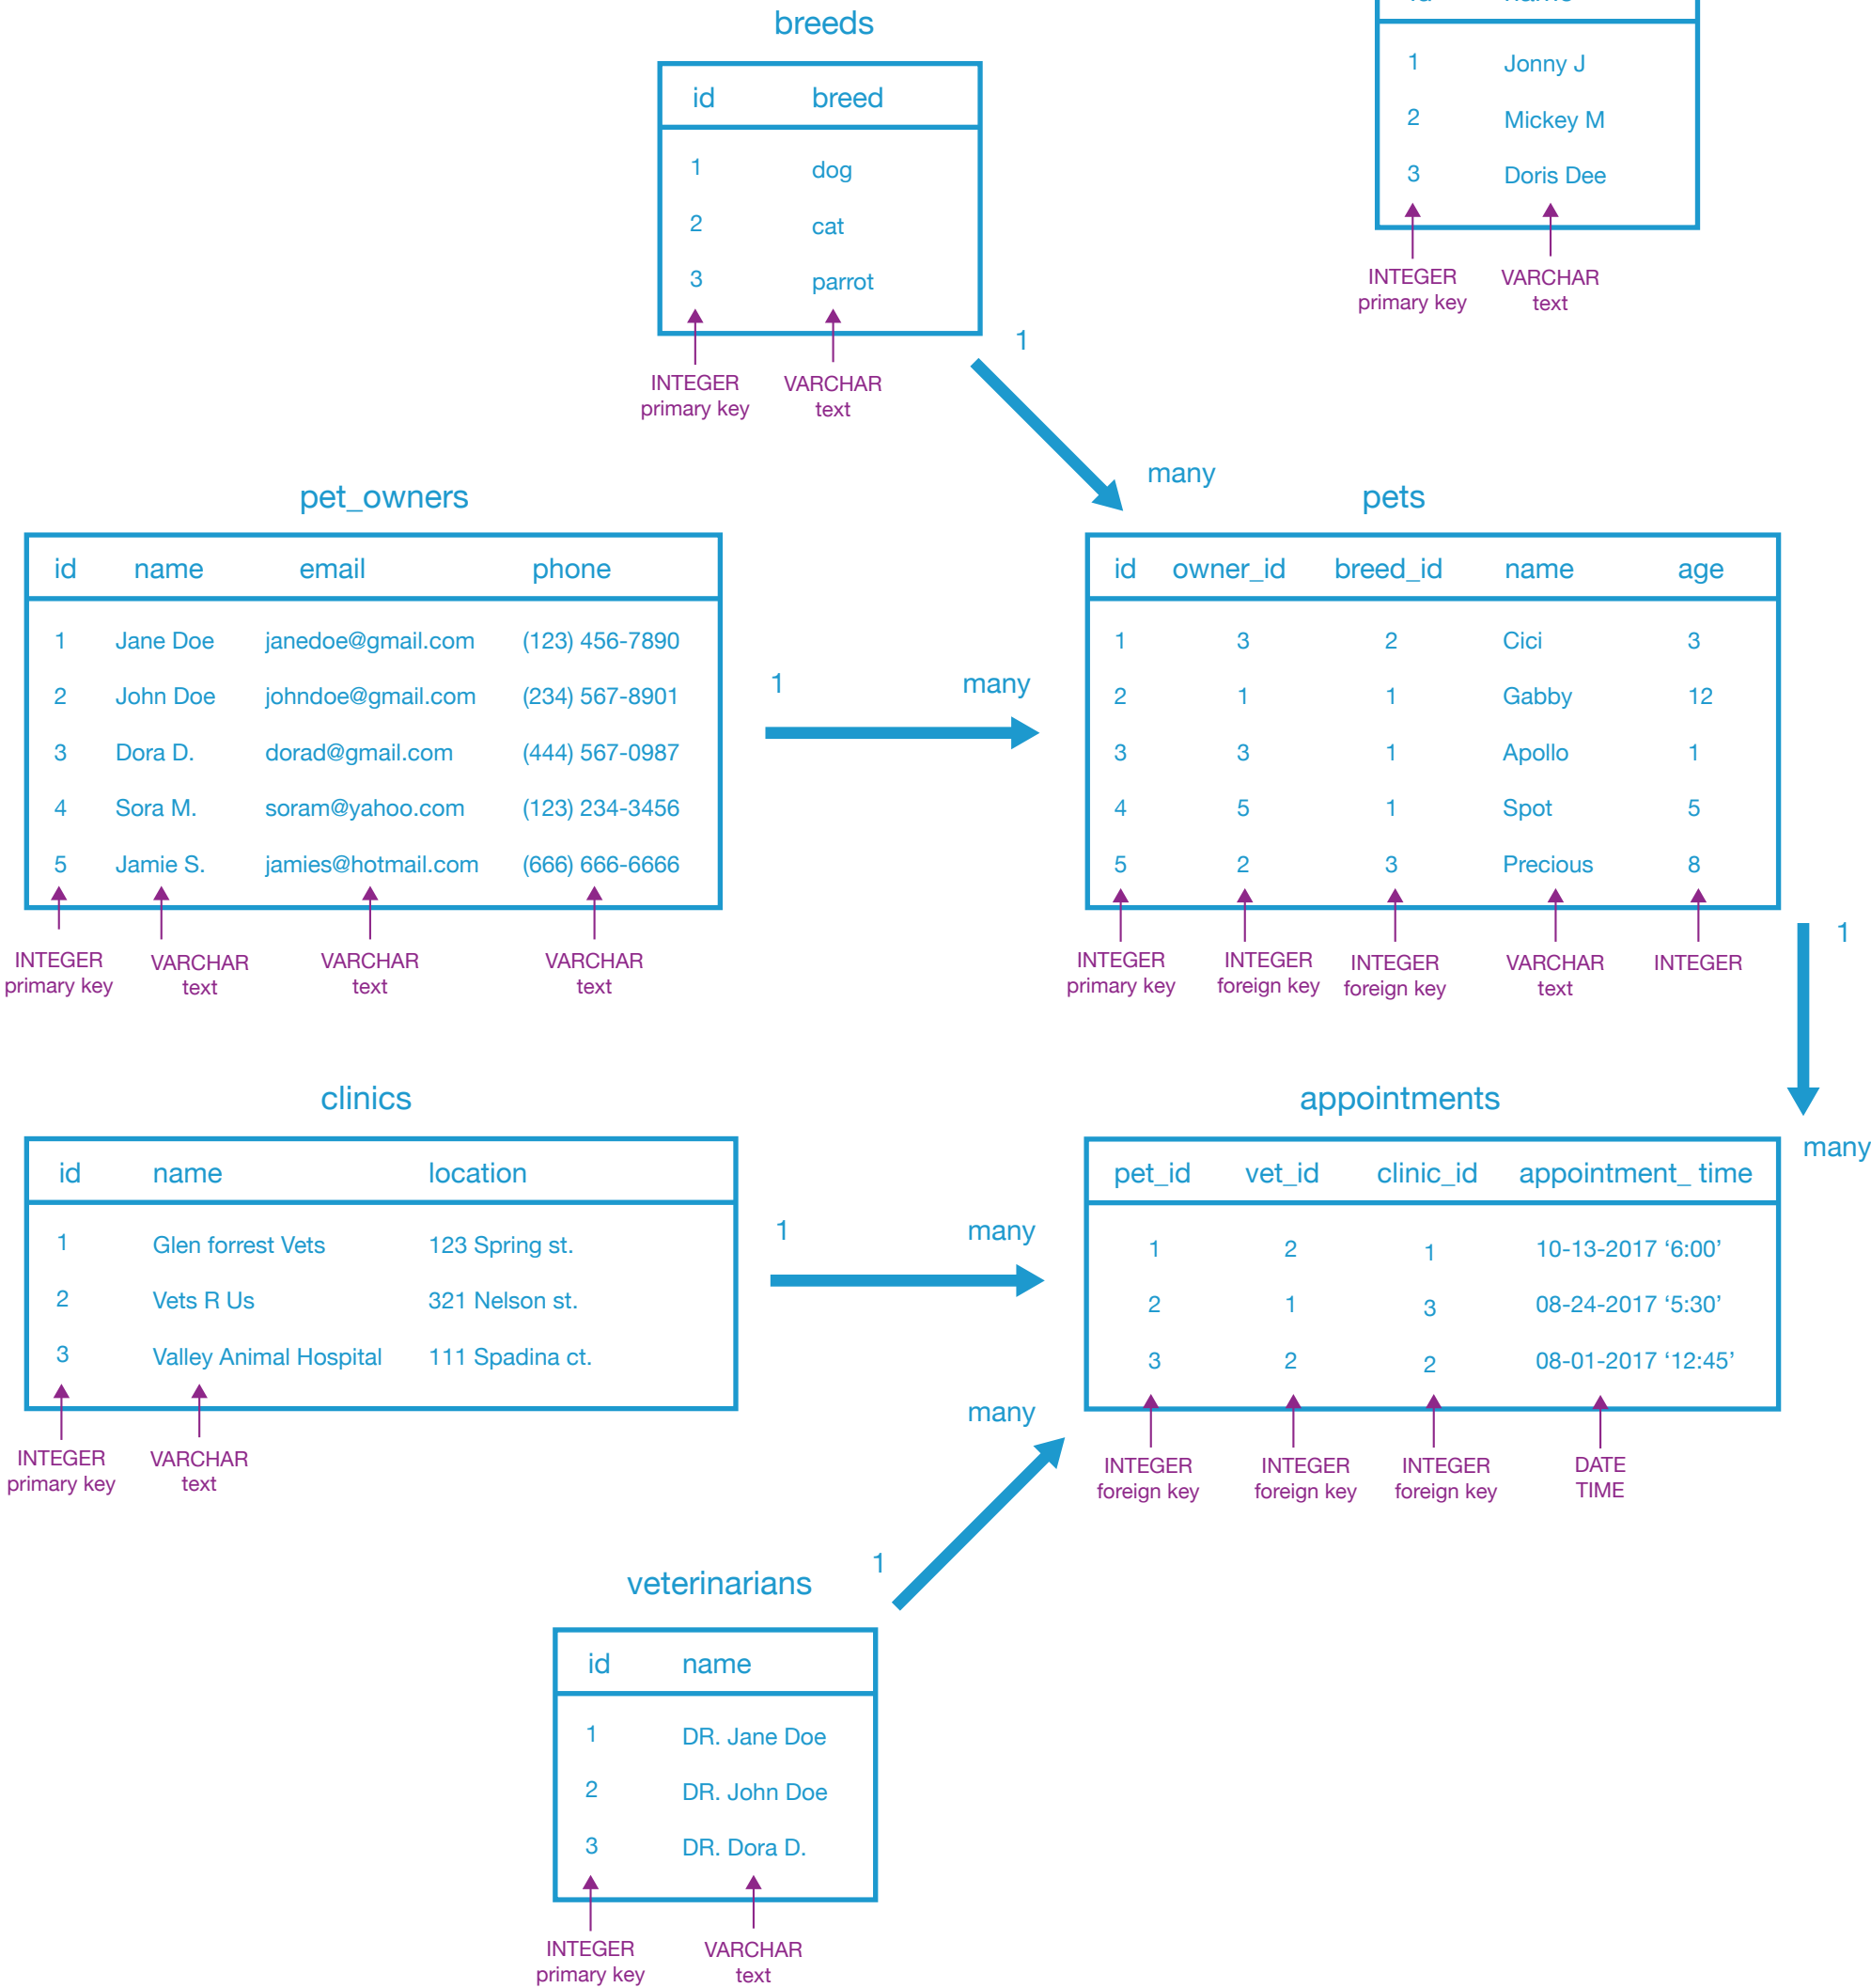 id name
1 Jonny J
2 Mickey M
3 Doris Dee
INTEGER primary key
VARCHAR text
breeds
id breed
1 dog
2 cat
3 parrot
INTEGER primary key
VARCHAR text
1
many
pet_owners
id name email phone
1 Jane Doe janedoe@gmail.com (123) 456-7890
2 John Doe johndoe@gmail.com (234) 567-8901
3 Dora D. dorad@gmail.com (444) 567-0987
4 Sora M. soram@yahoo.com (123) 234-3456
5 Jamie S. jamies@hotmail.com (666) 666-6666
INTEGER primary key
VARCHAR text
VARCHAR text
VARCHAR text
1 many
pets
id owner_id breed_id name age
1 3 2 Cici 3
2 1 1 Gabby 12
3 3 1 Apollo 1
4 5 1 Spot 5
5 2 3 Precious 8
INTEGER primary key
INTEGER foreign key
INTEGER foreign key
VARCHAR text
INTEGER
1
many
clinics
id name location
1 Glen forrest Vets 123 Spring st.
2 Vets R Us 321 Nelson st.
3 Valley Animal Hospital 111 Spadina ct.
INTEGER primary key
VARCHAR text
1 many
appointments
pet_id vet_id clinic_id appointment_ time
1 2 1 10-13-2017 ‘6:00’
2 1 3 08-24-2017 ‘5:30’
3 2 2 08-01-2017 ‘12:45’
INTEGER foreign key
INTEGER foreign key
INTEGER foreign key
DATE TIME
many
1
veterinarians
id name
1 DR. Jane Doe
2 DR. John Doe
3 DR. Dora D.
INTEGER primary key
VARCHAR text